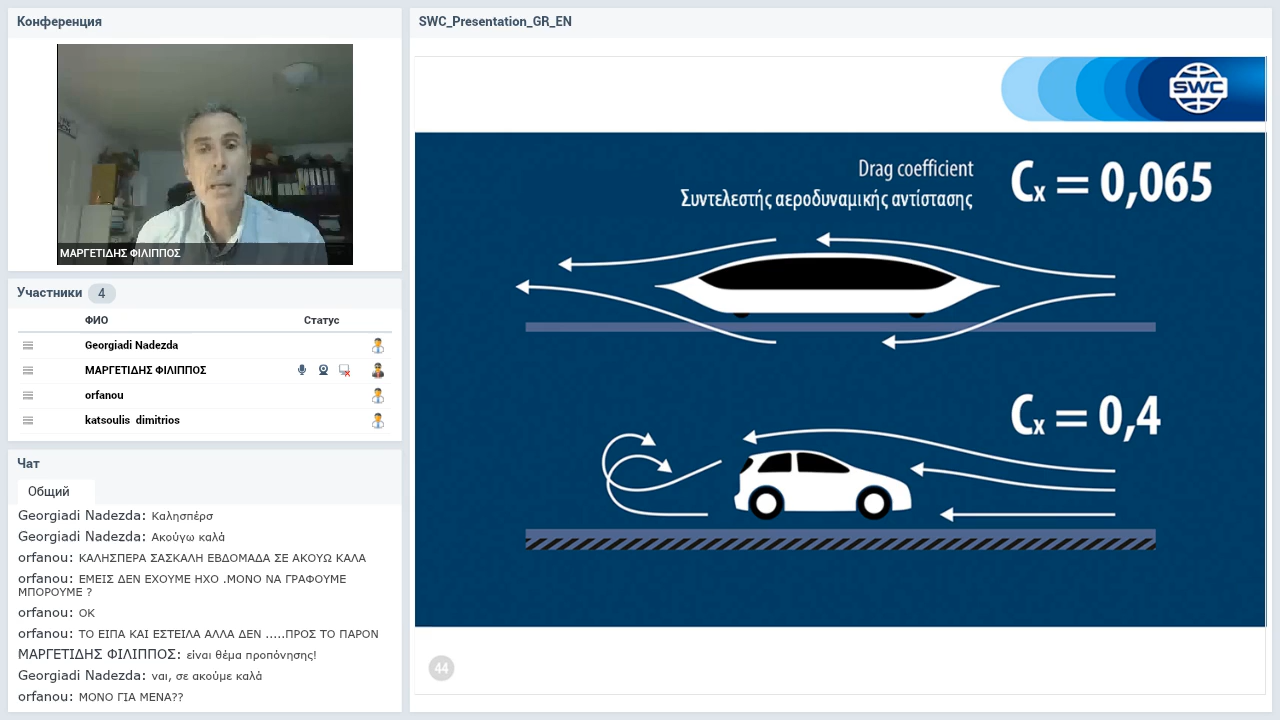 Конференция
ΜΑΡΓΕΤΙΔΗΣ ΦΙΛΙΠΠΟΣ
Участники 4
ФИО Статус
Georgiadi Nadezda
ΜΑΡΓΕΤΙΔΗΣ ΦΙΛΙΠΠΟΣ
orfanou
katsoulis dimitrios
Чат
Общий
Georgiadi Nadezda: Καλησπέρσ
Georgiadi Nadezda: Ακούγω καλά
orfanou: ΚΑΛΗΣΠΕΡΑ ΣΑΣΚΑΛΗ ΕΒΔΟΜΑΔΑ ΣΕ ΑΚΟΥΩ ΚΑΛΑ
orfanou: ΕΜΕΙΣ ΔΕΝ ΕΧΟΥΜΕ ΗΧΟ .ΜΟΝΟ ΝΑ ΓΡΑΦΟΥΜΕ
ΜΠΟΡΟΥΜΕ ?
orfanou: ΟΚ
orfanou: ΤΟ ΕΙΠΑ ΚΑΙ ΕΣΤΕΙΛΑ ΑΛΛΑ ΔΕΝ .....ΠΡΟΣ ΤΟ ΠΑΡΟΝ
ΜΑΡΓΕΤΙΔΗΣ ΦΙΛΙΠΠΟΣ: είναι θέμα προπόνησης!
Georgiadi Nadezda: ναι, σε ακούμε καλά
orfanou: ΜΟΝΟ ΓΙΑ ΜΕΝΑ??
SWC_Presentation_GR_EN
SWC
Drag coefficient
Συντελεστής αεροδυναμικής αντίστασης
Cx = 0,065
Cx = 0,4
44